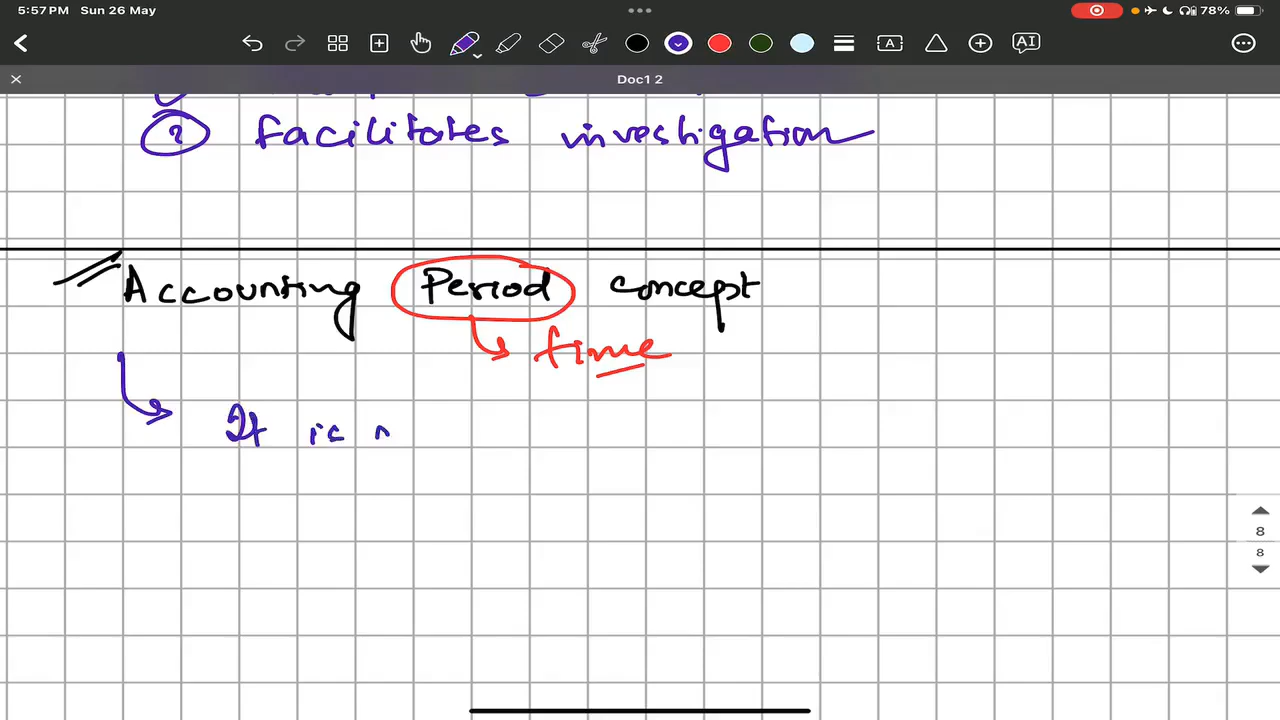 5:57 PM Sun 26 May 78%
A AI
Doc1 2
② facilitates investigation
Accounting Period concept
time
It is
8
8